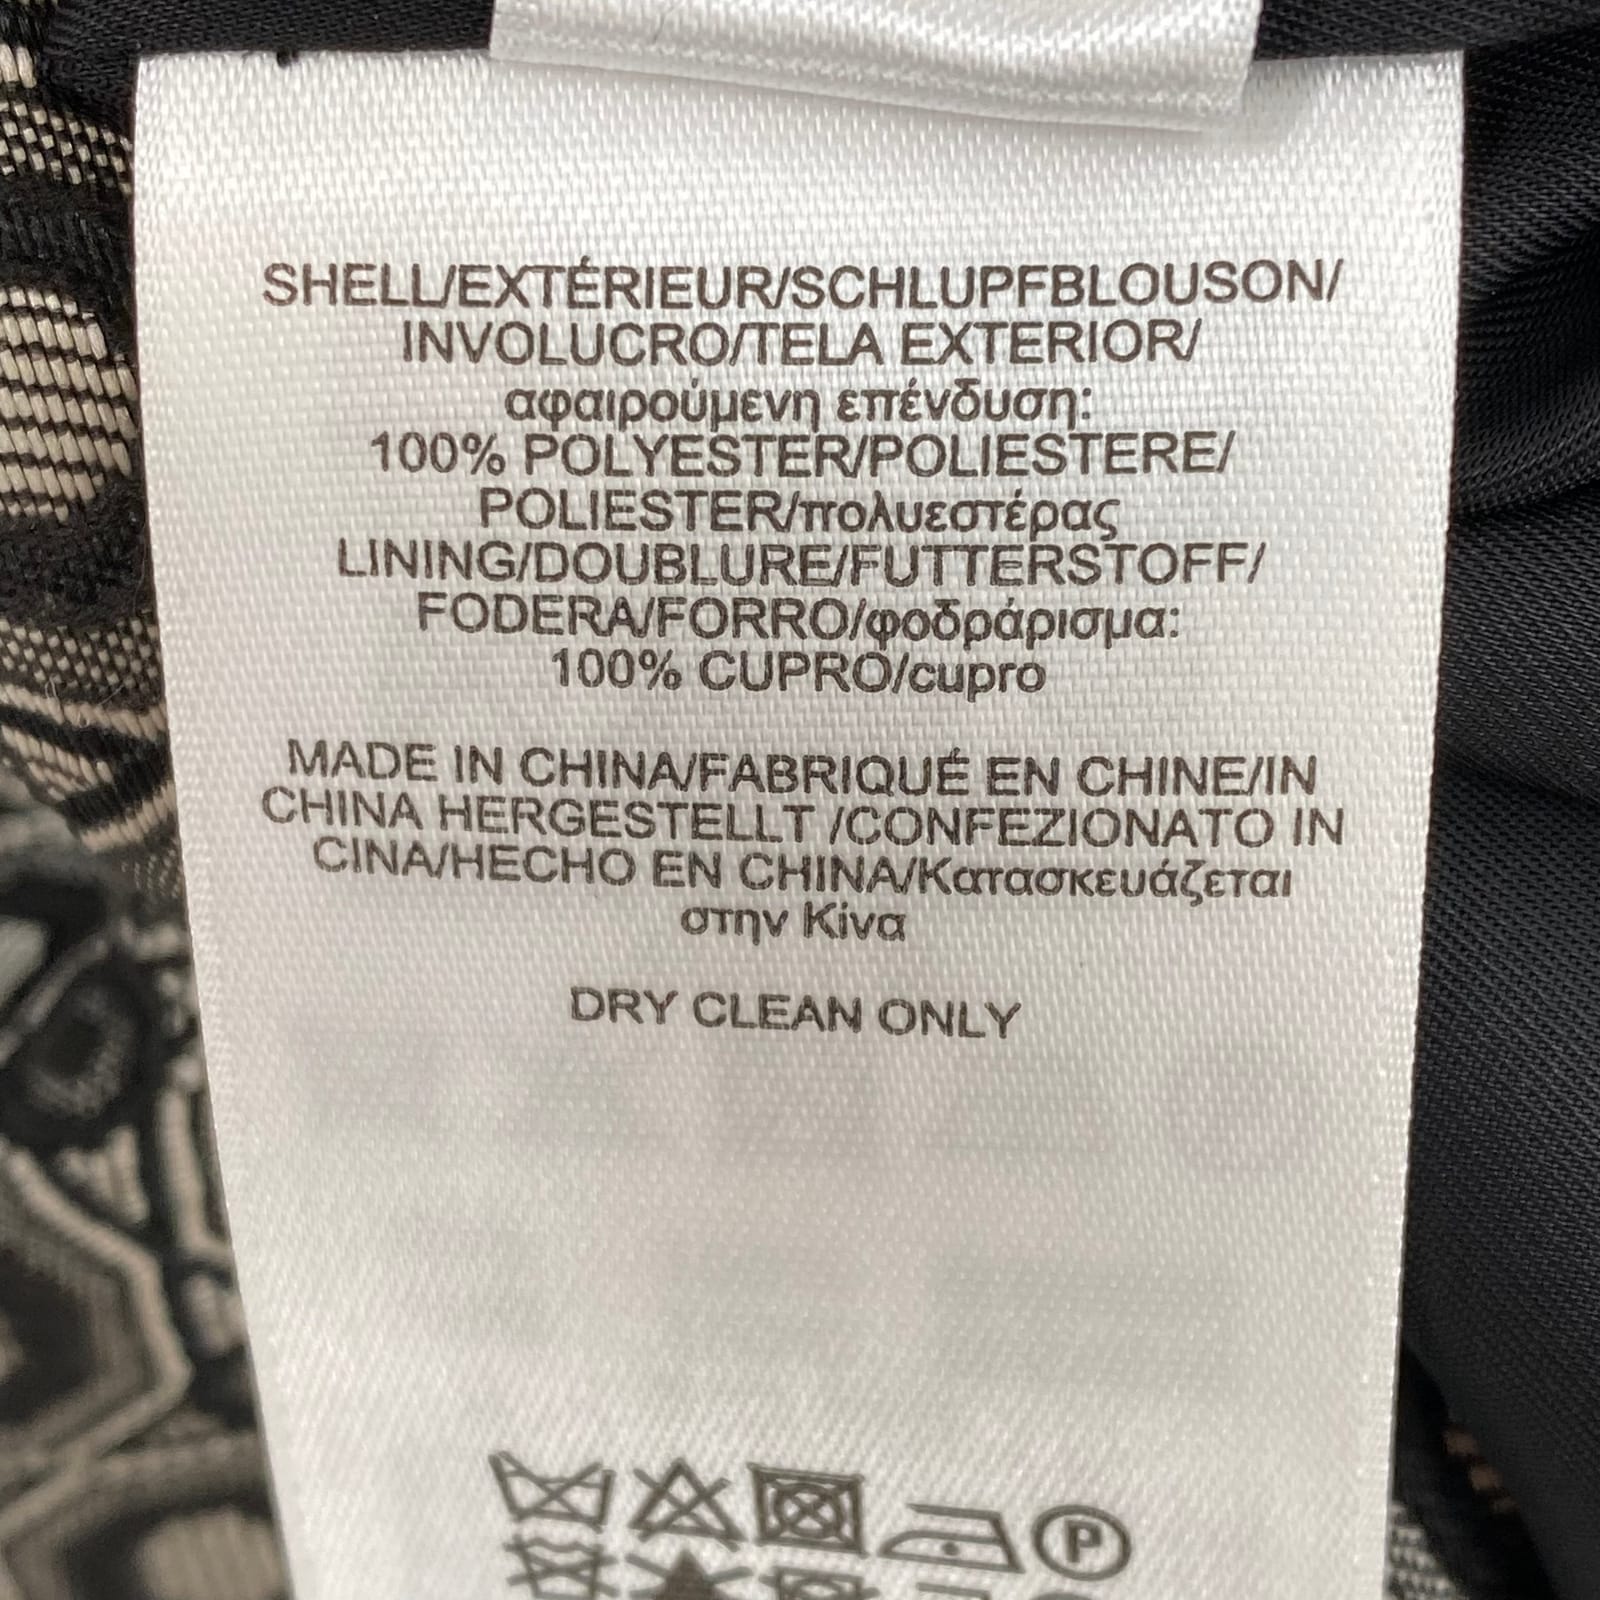 SHELL/EXTÉRIEUR/SCHLUPFBLOUSON/
INVOLUCRO/TELA EXTERIOR/
αφαιρούμενη επένδυση:
100% POLYESTER/POLIESTERE/
POLIESTER/πολυεστέρας
LINING/DOUBLURE/FUTTERSTOFF/
FODERA/FORRO/φοδράρισμα:
100% CUPRO/cupro
MADE IN CHINA/FABRIQUÉ EN CHINE/IN
CHINA HERGESTELLT /CONFEZIONATO IN
CINA/HECHO EN CHINA/Κατασκευάζεται
στην Κίνα
DRY CLEAN ONLY
P